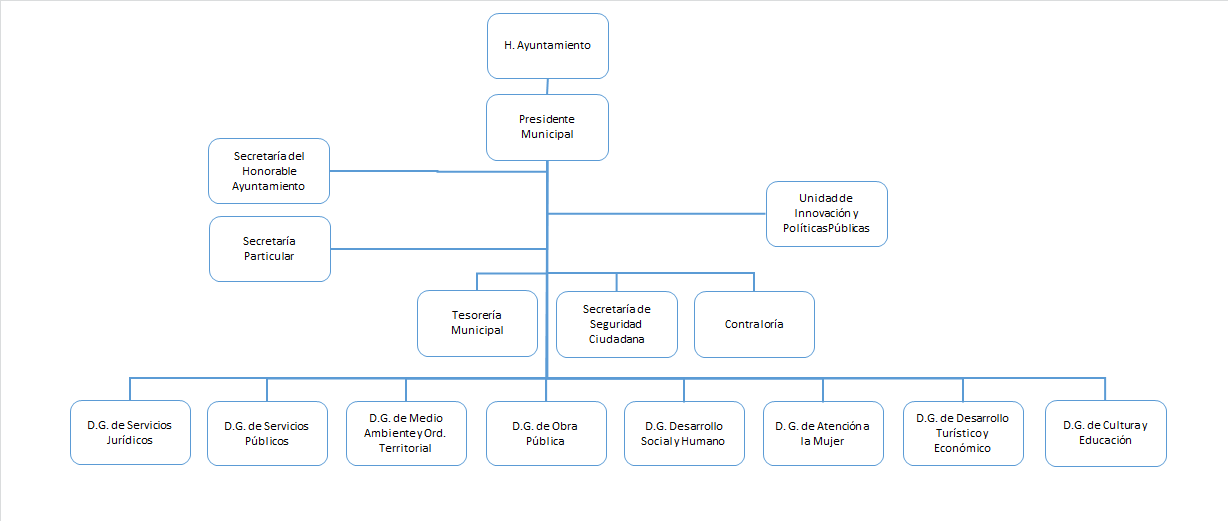 H. Ayuntamiento
Presidente
Municipal
Secretaría del
Honorable
Ayuntamiento
Unidad de
Innovación y
Políticas Públicas
Secretaría
Particular
Tesorería
Municipal
Secretaría de
Seguridad
Ciudadana
Contraloría
D.G. de Servicios
Jurídicos
D.G. de Servicios
Públicos
D.G. de Medio
Ambiente y Ord.
Territorial
D.G. de Obra
Pública
D.G. Desarrollo
Social y Humano
D. G. de Atención a
la Mujer
D.G. de Desarrollo
Turístico y
Económico
D.G. de Cultura y
Educación